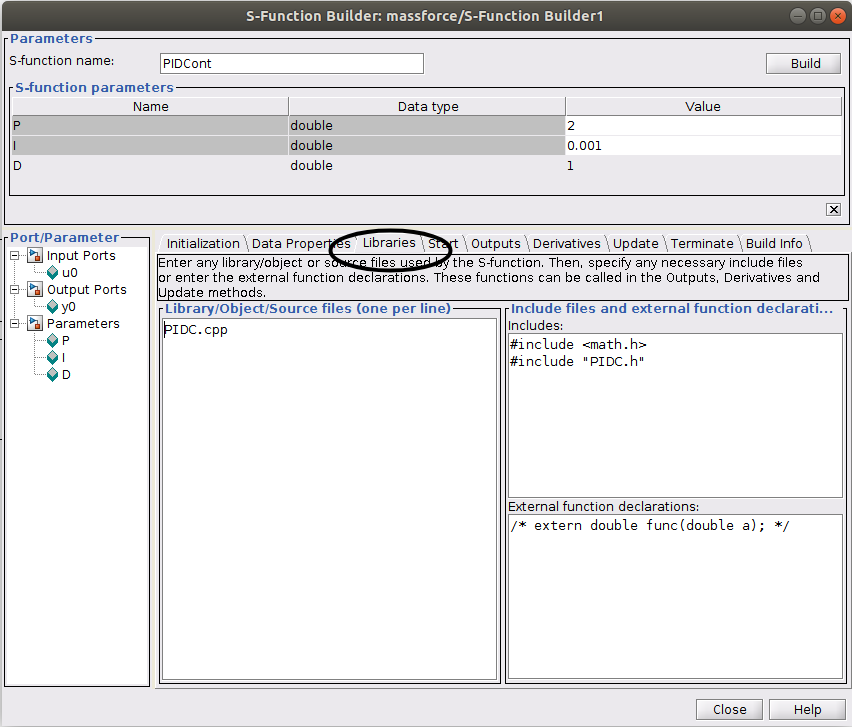 S-Function Builder: massforce/S-Function Builder1
Parameters
S-function name: PIDCont Build
S-function parameters
Name Data type Value
P double 2
I double 0.001
D double 1
Port/Parameter
Input Ports
u0
Output Ports
y0
Parameters
P
I
D
Initialization Data Properties Libraries Start Outputs Derivatives Update Terminate Build Info
Enter any library/object or source files used by the S-function. Then, specify any necessary include files
or enter the external function declarations. These functions can be called in the Outputs, Derivatives and
Update methods.
Library/Object/Source files (one per line)
PIDC.cpp
Include files and external function declarati...
Includes:
#include <math.h>
#include "PIDC.h"
External function declarations:
/* extern double func(double a); */
Close Help